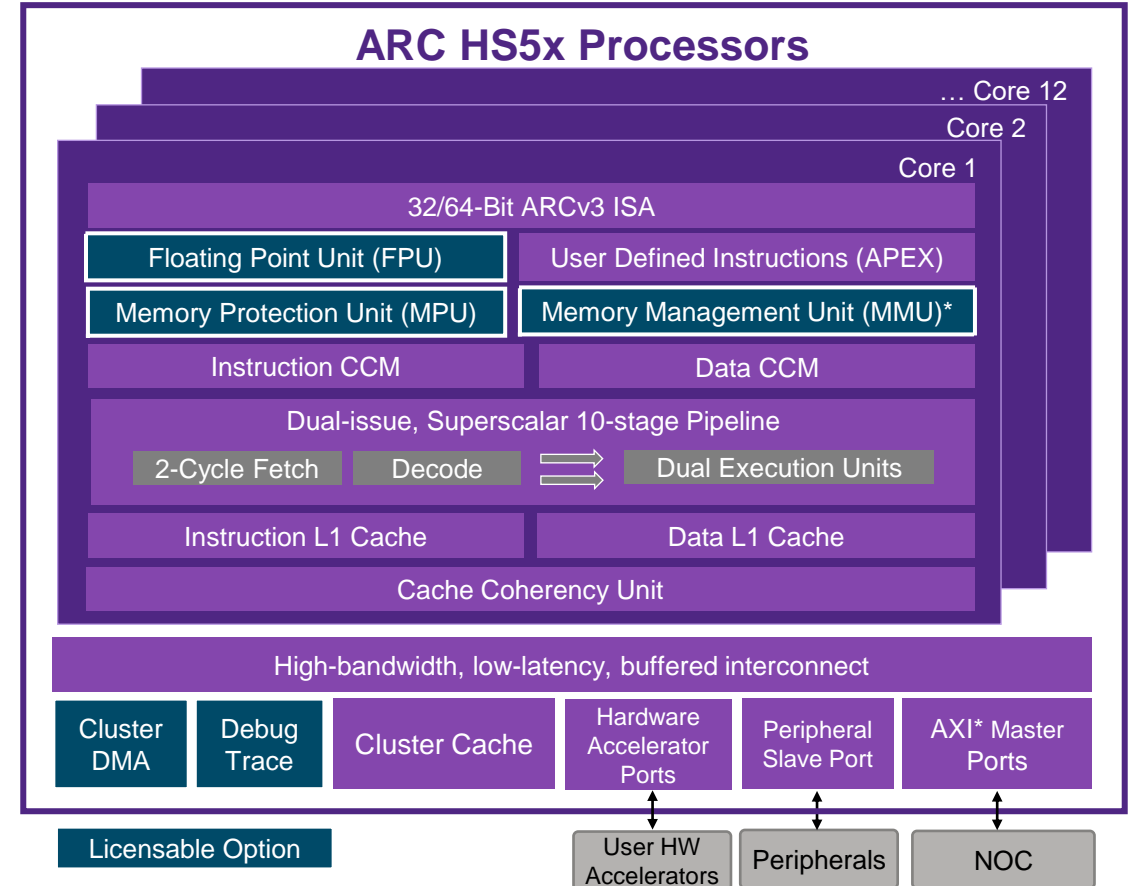 ARC HS5x Processors
… Core 12
Core 2
Core 1
32/64-Bit ARCv3 ISA
Floating Point Unit (FPU)
User Defined Instructions (APEX)
Memory Protection Unit (MPU)
Memory Management Unit (MMU)*
Instruction CCM
Data CCM
Dual-issue, Superscalar 10-stage Pipeline
2-Cycle Fetch
Decode
Dual Execution Units
Instruction L1 Cache
Data L1 Cache
Cache Coherency Unit
High-bandwidth, low-latency, buffered interconnect
Cluster
DMA
Debug
Trace
Cluster Cache
Hardware
Accelerator
Ports
Peripheral
Slave Port
AXI* Master
Ports
Licensable Option
User HW
Accelerators
Peripherals
NOC